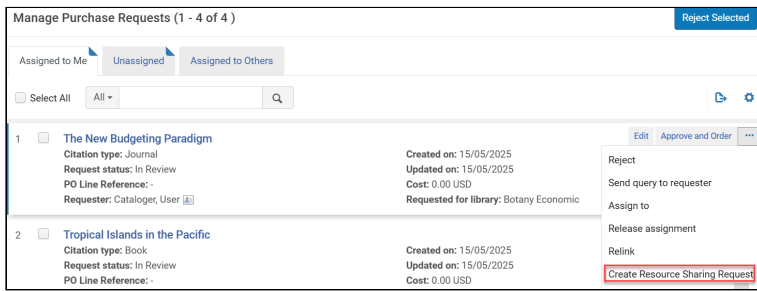 Manage Purchase Requests (1 - 4 of 4 )
Reject Selected
Assigned to Me
Unassigned
Assigned to Others
Select All
All
1
The New Budgeting Paradigm
Edit
Approve and Order
Citation type: Journal
Created on: 15/05/2025
Request status: In Review
Updated on: 15/05/2025
PO Line Reference: -
Cost: 0.00 USD
Requester: Cataloger, User
Requested for library: Botany Economic
Reject
Send query to requester
Assign to
Release assignment
Relink
Create Resource Sharing Request
2
Tropical Islands in the Pacific
Citation type: Book
Created on: 15/05/2025
Request status: In Review
Updated on: 15/05/2025
PO Line Reference: -
Cost: 0.00 USD